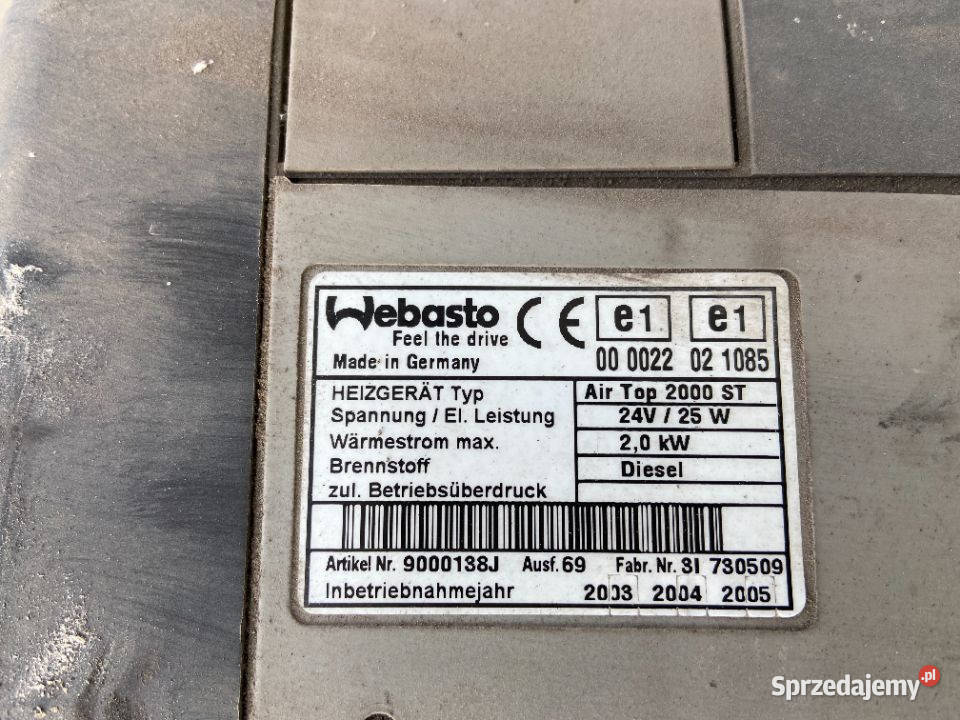 Webasto CE e1 e1
Feel the drive
Made in Germany 00 0022 02 1085
HEIZGERÄT Typ Air Top 2000 ST
Spannung / El. Leistung 24V / 25 W
Wärmestrom max. 2,0 kW
Brennstoff Diesel
zul. Betriebsüberdruck
Artikel Nr. 9000138J Ausf. 69 Fabr. Nr. 3I 730509
Inbetriebnahmejahr 2003 2004 2005
Sprzedajemy.pl